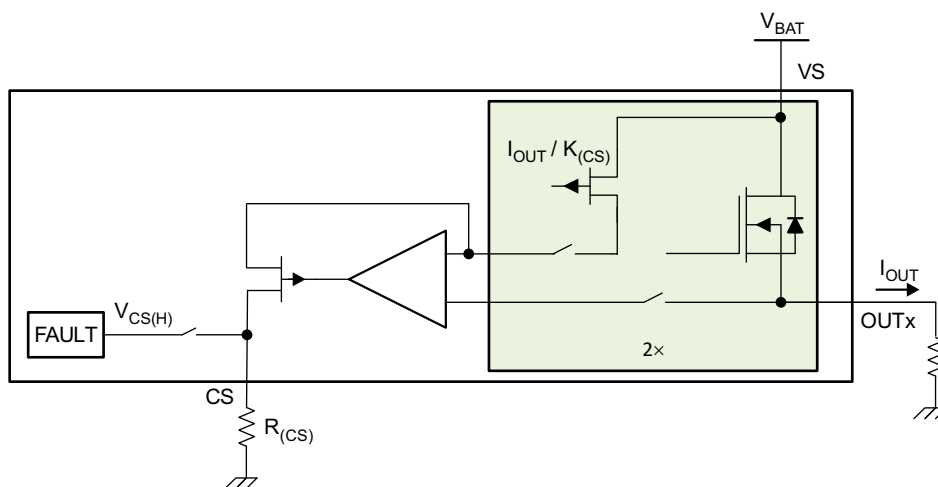 V_BAT
VS
I_OUT / K_(CS)
I_OUT
V_CS(H)
FAULT
OUTx
2×
CS
R_(CS)